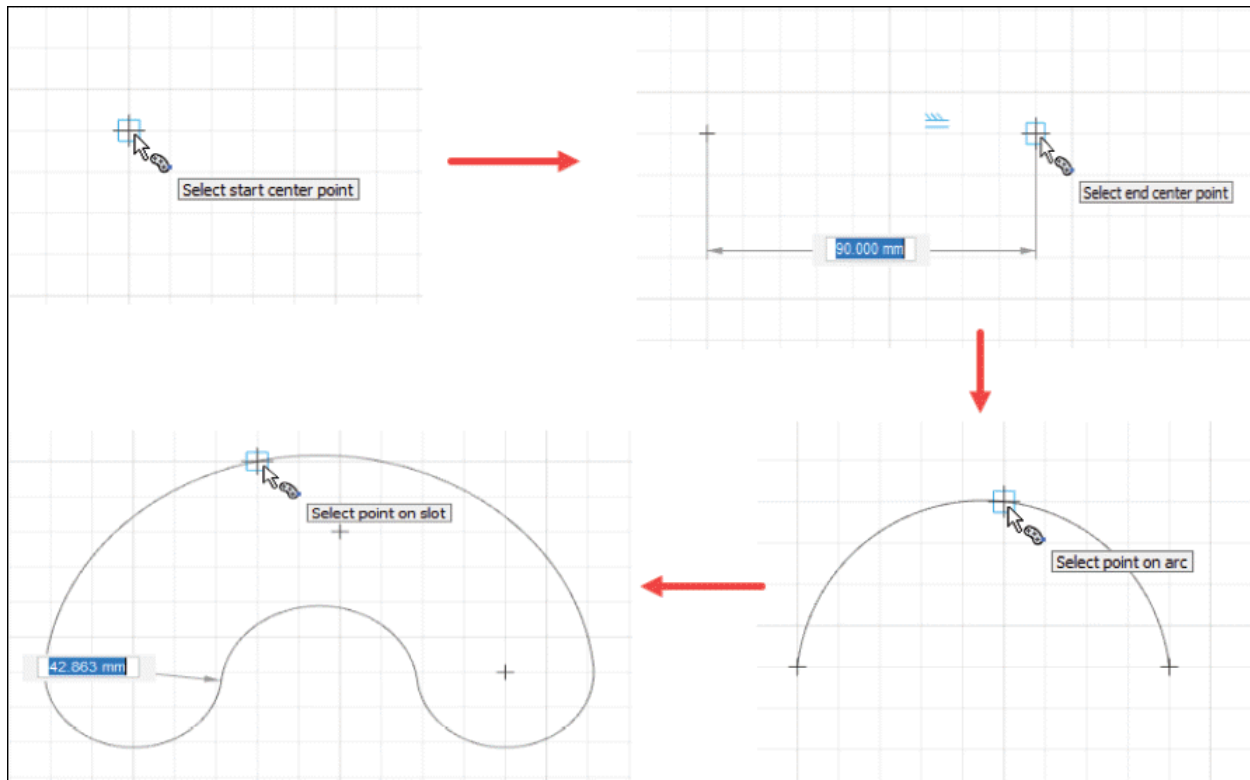 Select start center point
Select end center point
90.000 mm
Select point on arc
Select point on slot
42.863 mm